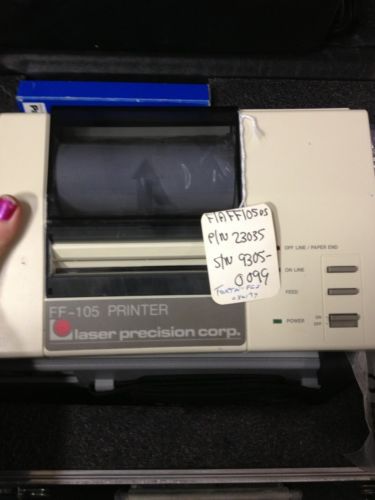 F1AFF105os
P/N 23035
S/N 9305-
0099
OFF LINE / PAPER END
ON LINE
FEED
ON
POWER
OFF
FF-105 PRINTER
laser precision corp.